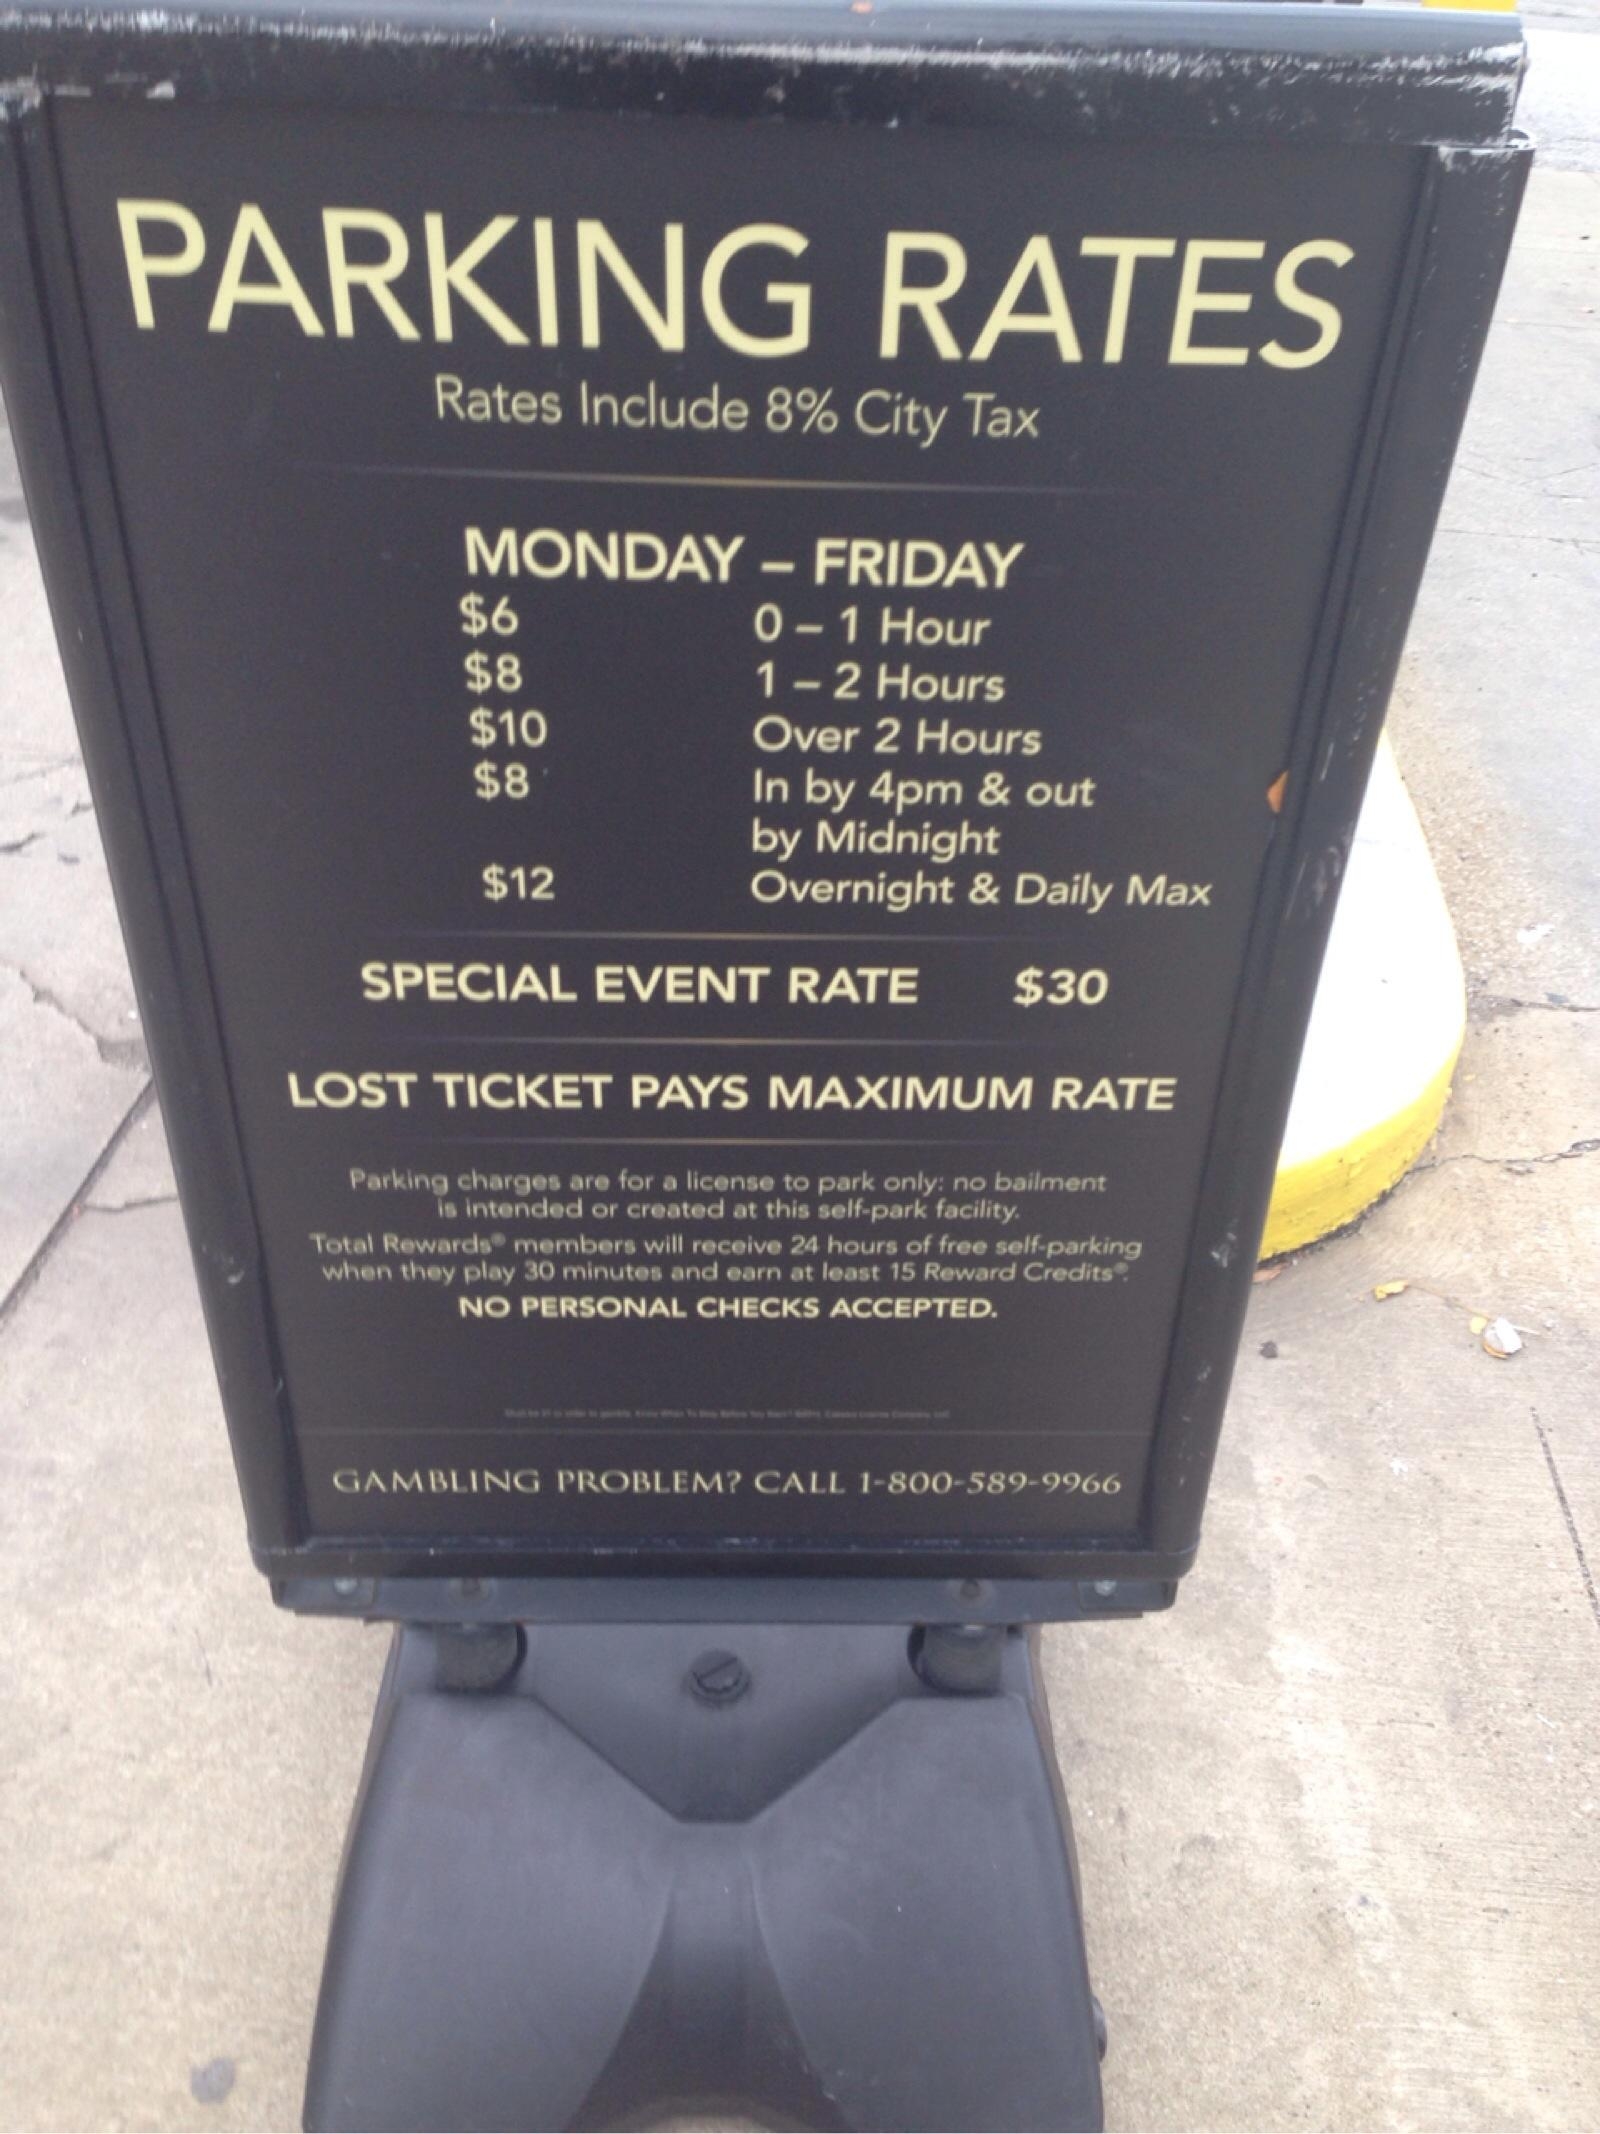 PARKING RATES
Rates Include 8% City Tax
MONDAY – FRIDAY
$6 0 – 1 Hour
$8 1 – 2 Hours
$10 Over 2 Hours
$8 In by 4pm & out
by Midnight
$12 Overnight & Daily Max
SPECIAL EVENT RATE $30
LOST TICKET PAYS MAXIMUM RATE
Parking charges are for a license to park only: no bailment
is intended or created at this self-park facility.
Total Rewards® members will receive 24 hours of free self-parking
when they play 30 minutes and earn at least 15 Reward Credits®.
NO PERSONAL CHECKS ACCEPTED.
GAMBLING PROBLEM? CALL 1-800-589-9966